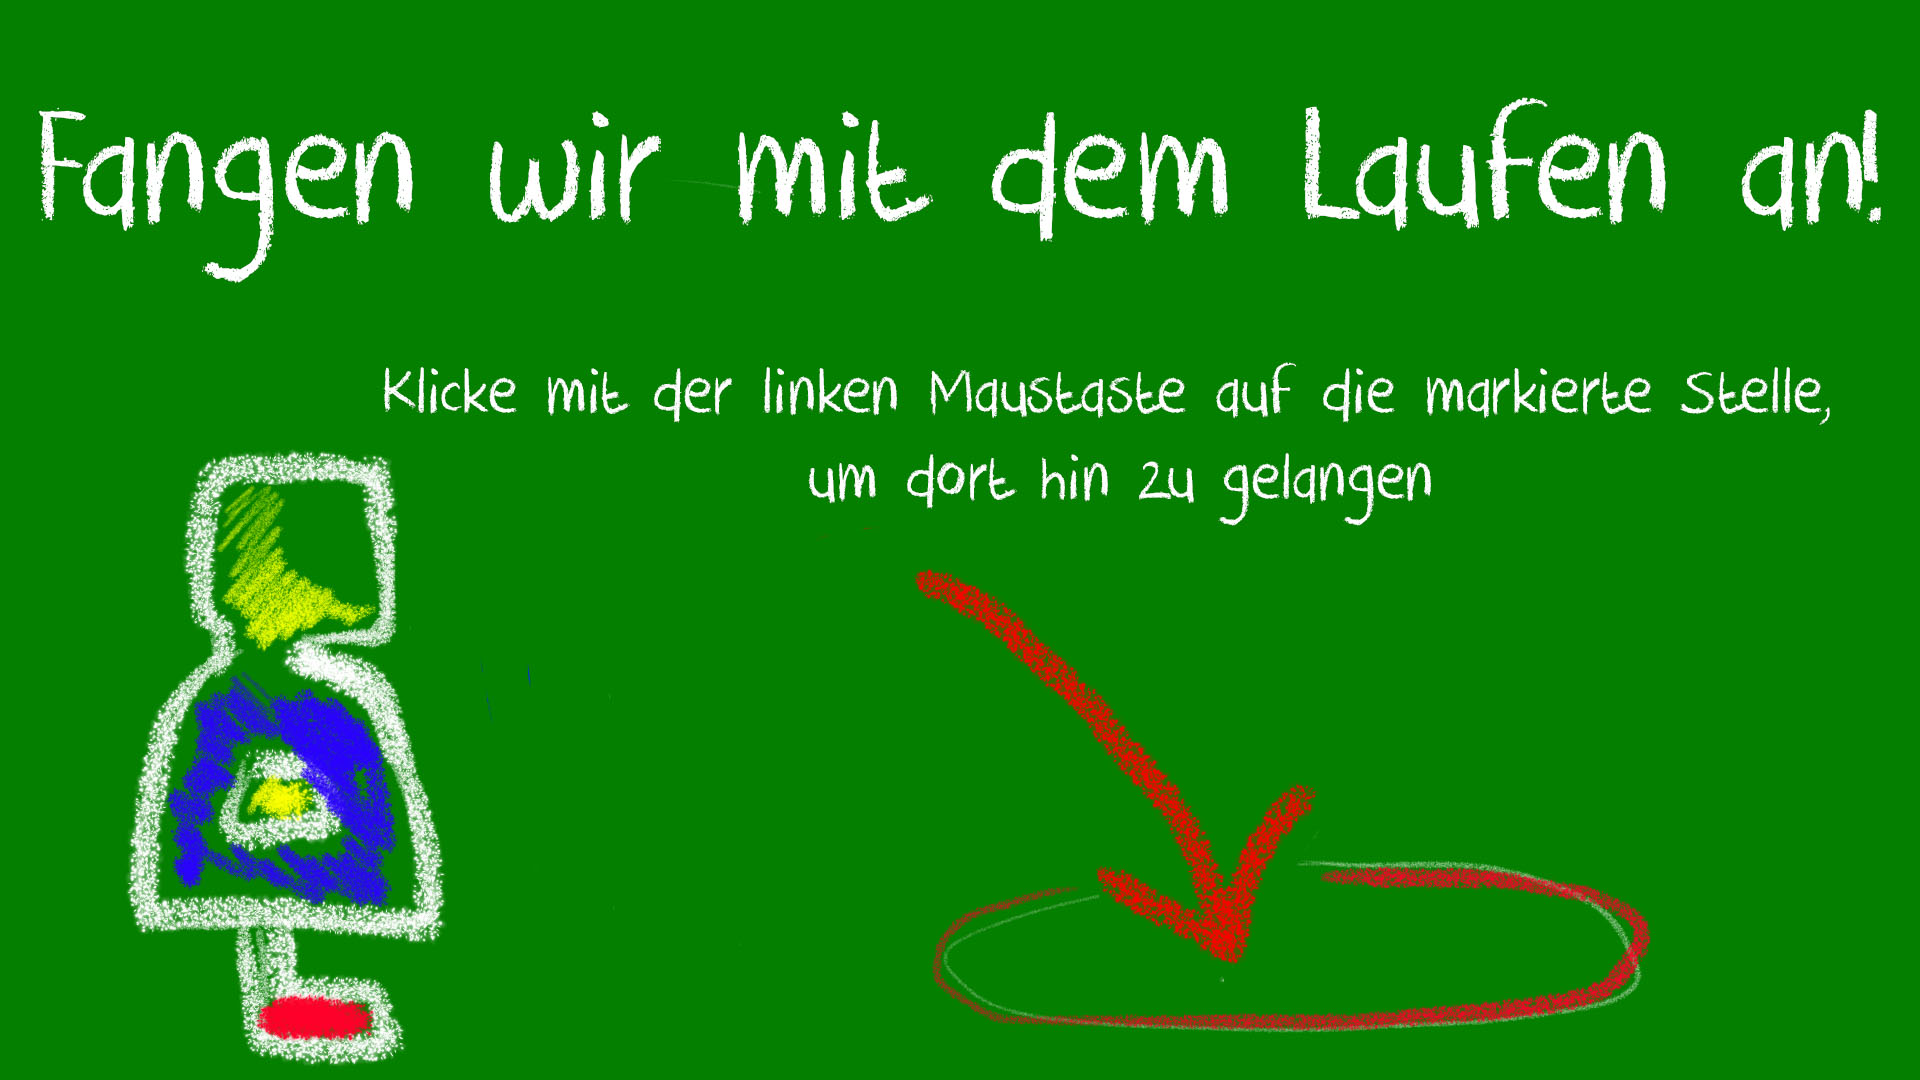 Fangen wir mit dem Laufen an!
Klicke mit der linken Maustaste auf die markierte Stelle,
um dort hin zu gelangen